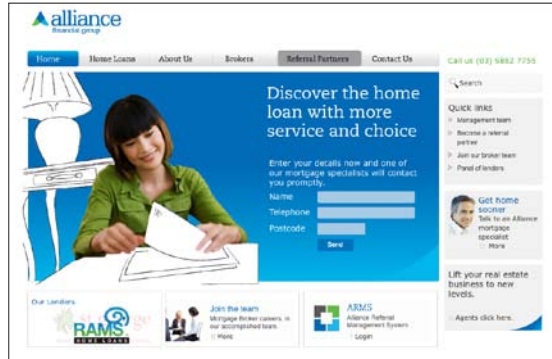 alliance
financial group
Home
Home Loans
About Us
Brokers
Referral Partners
Contact Us
Call us (03) 9882 7755
Search
Discover the home
loan with more
service and choice
Enter your details now and one of
our mortgage specialists will contact
you promptly.
Name
Telephone
Postcode
Send
Quick links
Management team
Become a referral
partner
Join our broker team
Panel of lenders
Get home
sooner
Talk to an Alliance
mortgage
specialist
More
Lift your real estate
business to new
levels.
Agents click here.
Our Lenders
RAMS
HOME LOANS
Join the team
Mortgage Broker careers, in
our accomplished team.
More
ARMS
Alliance Referral
Management System
Login